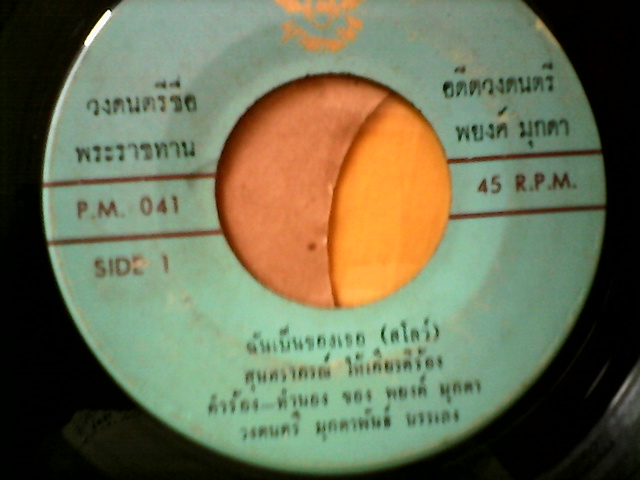 วงดนตรีชื่อ
พระราชทาน
อดีตวงดนตรี
พยงค์ มุกดา
P.M. 041
45 R.P.M.
SIDE 1
ฉันเป็นของเธอ (สโลว์)
สุนทราภรณ์ ให้เกียรติร้อง
คำร้อง-ทำนอง ของ พยงค์ มุกดา
วงดนตรี มุกดาพันธ์ บรรเลง